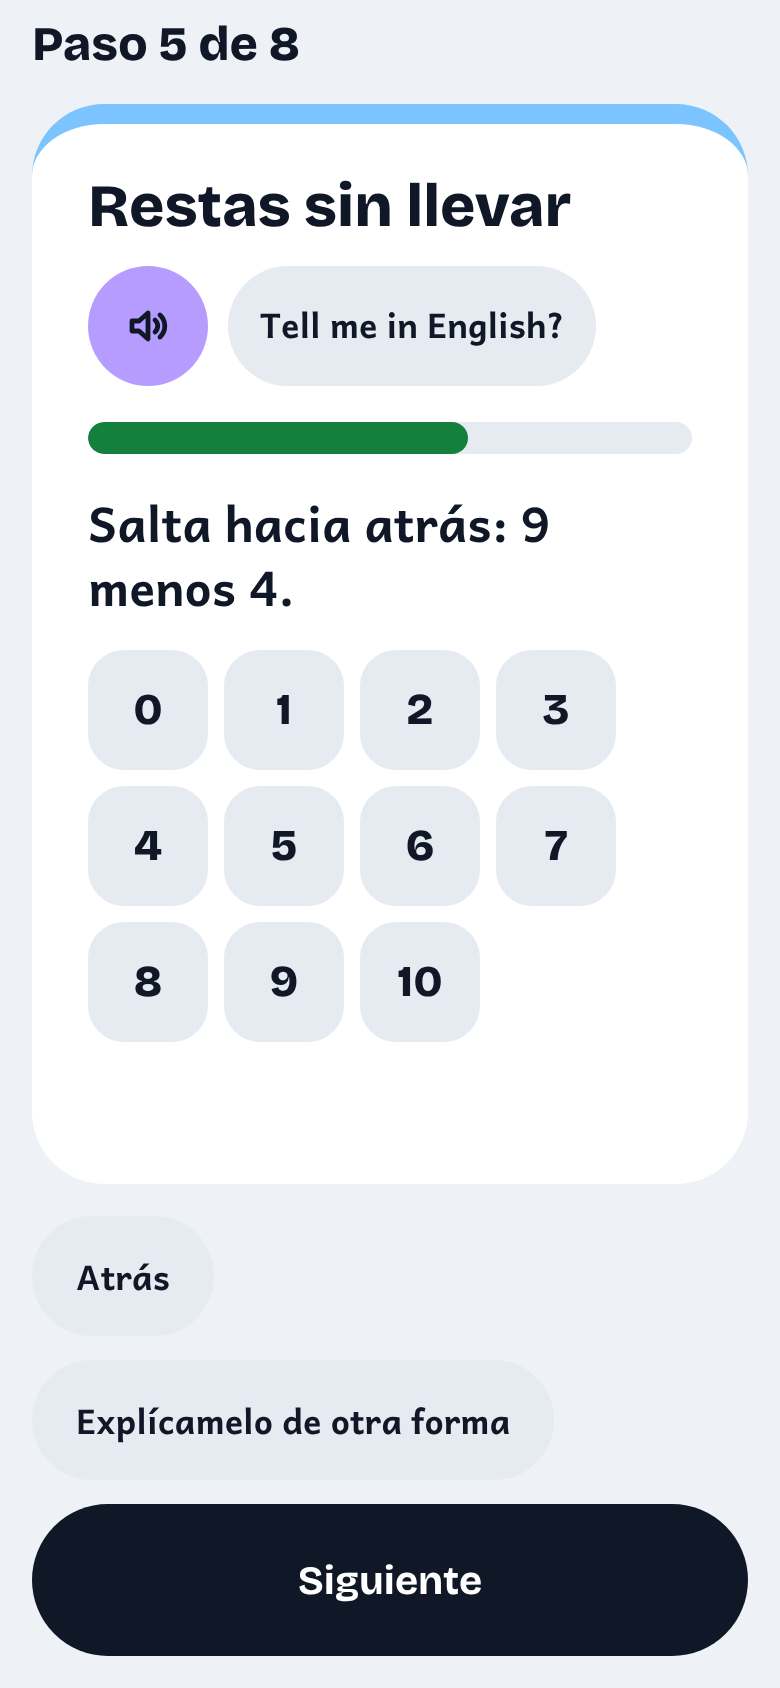 Paso 5 de 8
Restas sin llevar
Tell me in English?
Salta hacia atrás: 9
menos 4.
0 1 2 3
4 5 6 7
8 9 10
Atrás
Explícamelo de otra forma
Siguiente